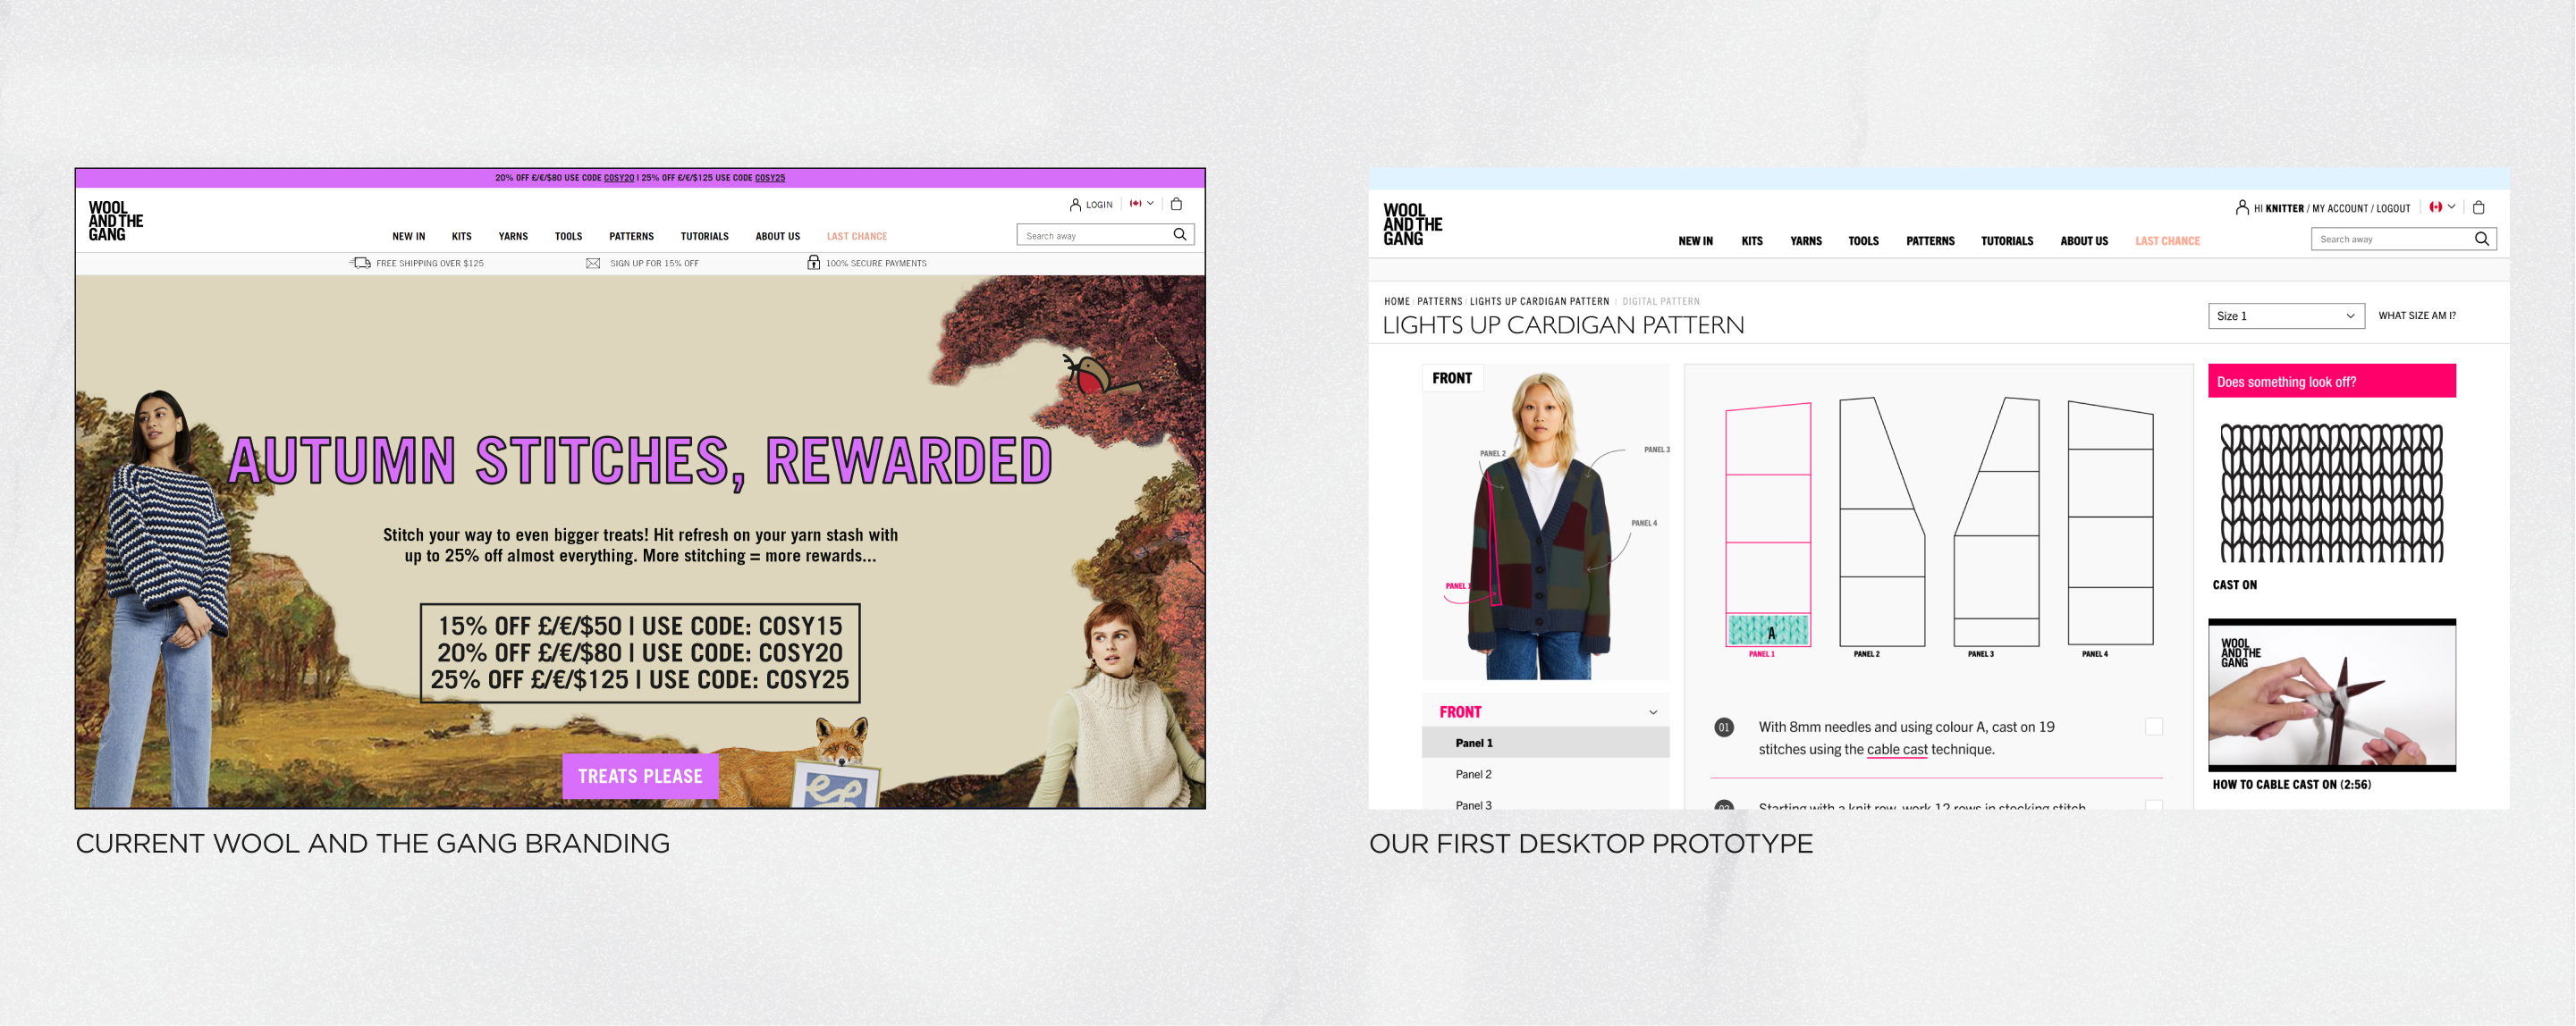 20% OFF £/€/$80 USE CODE COSY20 | 25% OFF £/€/$125 USE CODE COSY25
WOOL
AND THE
GANG
LOGIN
NEW IN KITS YARNS TOOLS PATTERNS TUTORIALS ABOUT US LAST CHANCE
Search away
FREE SHIPPING OVER $125 SIGN UP FOR 15% OFF 100% SECURE PAYMENTS
AUTUMN STITCHES, REWARDED
Stitch your way to even bigger treats! Hit refresh on your yarn stash with
up to 25% off almost everything. More stitching = more rewards...
15% OFF £/€/$50 | USE CODE: COSY15
20% OFF £/€/$80 | USE CODE: COSY20
25% OFF £/€/$125 | USE CODE: COSY25
TREATS PLEASE
CURRENT WOOL AND THE GANG BRANDING
WOOL
AND THE
GANG
HI KNITTER / MY ACCOUNT / LOGOUT
NEW IN KITS YARNS TOOLS PATTERNS TUTORIALS ABOUT US LAST CHANCE
Search away
HOME | PATTERNS | LIGHTS UP CARDIGAN PATTERN | DIGITAL PATTERN
LIGHTS UP CARDIGAN PATTERN
Size 1
WHAT SIZE AM I?
FRONT
PANEL 2
PANEL 3
PANEL 4
PANEL 1
FRONT
Panel 1
Panel 2
Panel 3
A
PANEL 1 PANEL 2 PANEL 3 PANEL 4
01 With 8mm needles and using colour A, cast on 19
stitches using the cable cast technique.
02 Starting with a knit row, work 12 rows in stocking stitch
Does something look off?
CAST ON
WOOL
AND THE
GANG
HOW TO CABLE CAST ON (2:56)
OUR FIRST DESKTOP PROTOTYPE